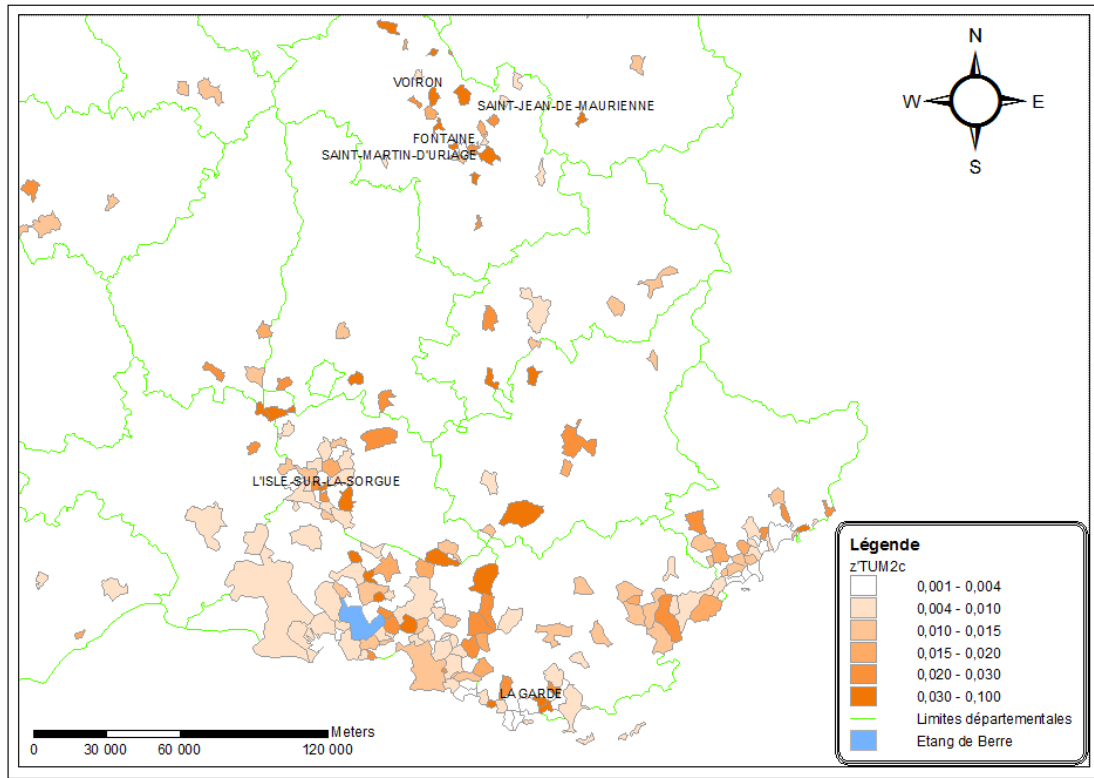 N
W
E
S
VOIRON
SAINT-JEAN-DE-MAURIENNE
FONTAINE
SAINT-MARTIN-D'URIAGE
L'ISLE-SUR-LA-SORGUE
LA GARDE
Légende
z'TUM2c
0,001 - 0,004
0,004 - 0,010
0,010 - 0,015
0,015 - 0,020
0,020 - 0,030
0,030 - 0,100
Limites départementales
Etang de Berre
Meters
0 30 000 60 000 120 000